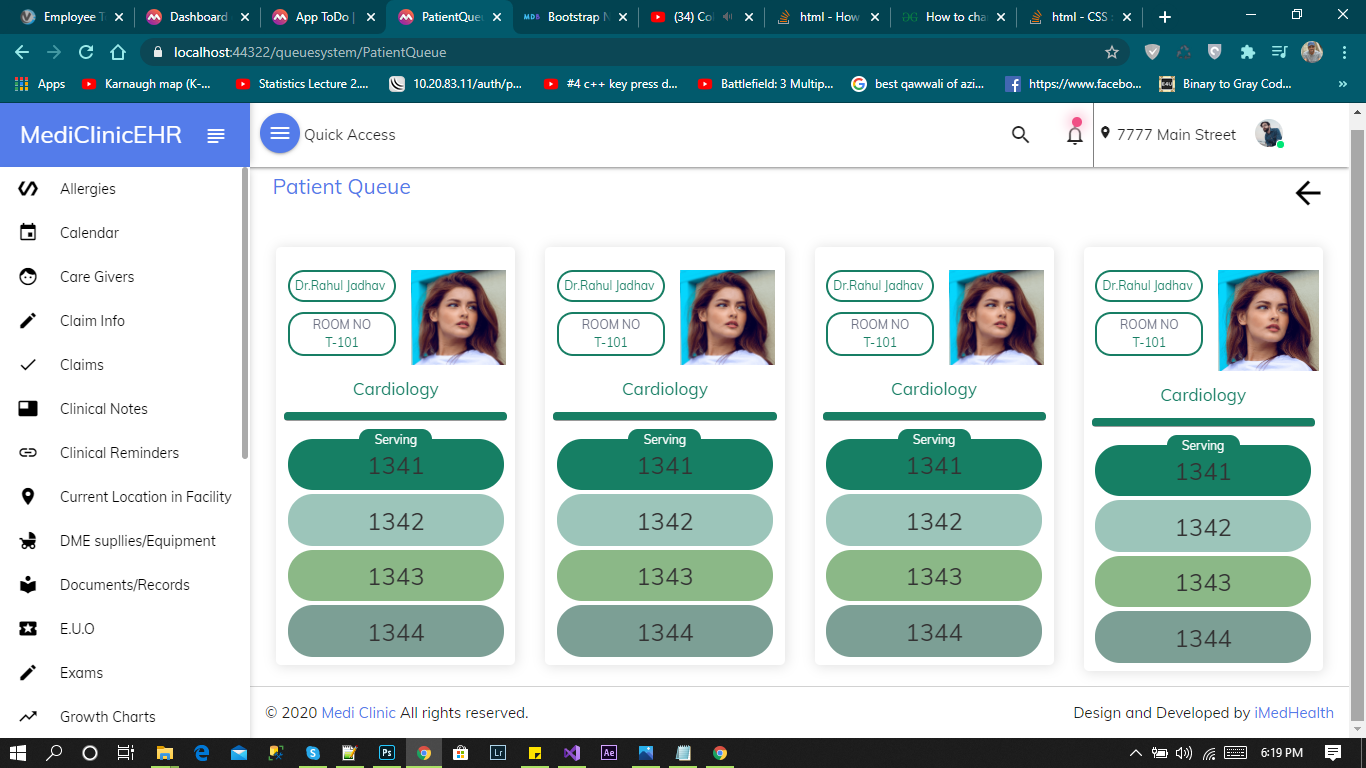 Employee T
Dashboard
App ToDo |
PatientQue
Bootstrap N
(34) Co
html - How
How to cha
html - CSS
localhost:44322/queuesystem/PatientQueue
Apps
Karnaugh map (K-...
Statistics Lecture 2....
10.20.83.11/auth/p...
#4 c++ key press d...
Battlefield: 3 Multip...
best qawwali of azi...
https://www.facebo...
Binary to Gray Cod...
»
MediClinicEHR
Quick Access
7777 Main Street
Allergies
Calendar
Care Givers
Claim Info
Claims
Clinical Notes
Clinical Reminders
Current Location in Facility
DME supllies/Equipment
Documents/Records
E.U.O
Exams
Growth Charts
Patient Queue
Dr.Rahul Jadhav
ROOM NO
T-101
Cardiology
Serving
1341
1342
1343
1344
Dr.Rahul Jadhav
ROOM NO
T-101
Cardiology
Serving
1341
1342
1343
1344
Dr.Rahul Jadhav
ROOM NO
T-101
Cardiology
Serving
1341
1342
1343
1344
Dr.Rahul Jadhav
ROOM NO
T-101
Cardiology
Serving
1341
1342
1343
1344
© 2020 Medi Clinic All rights reserved.
Design and Developed by iMedHealth
6:19 PM